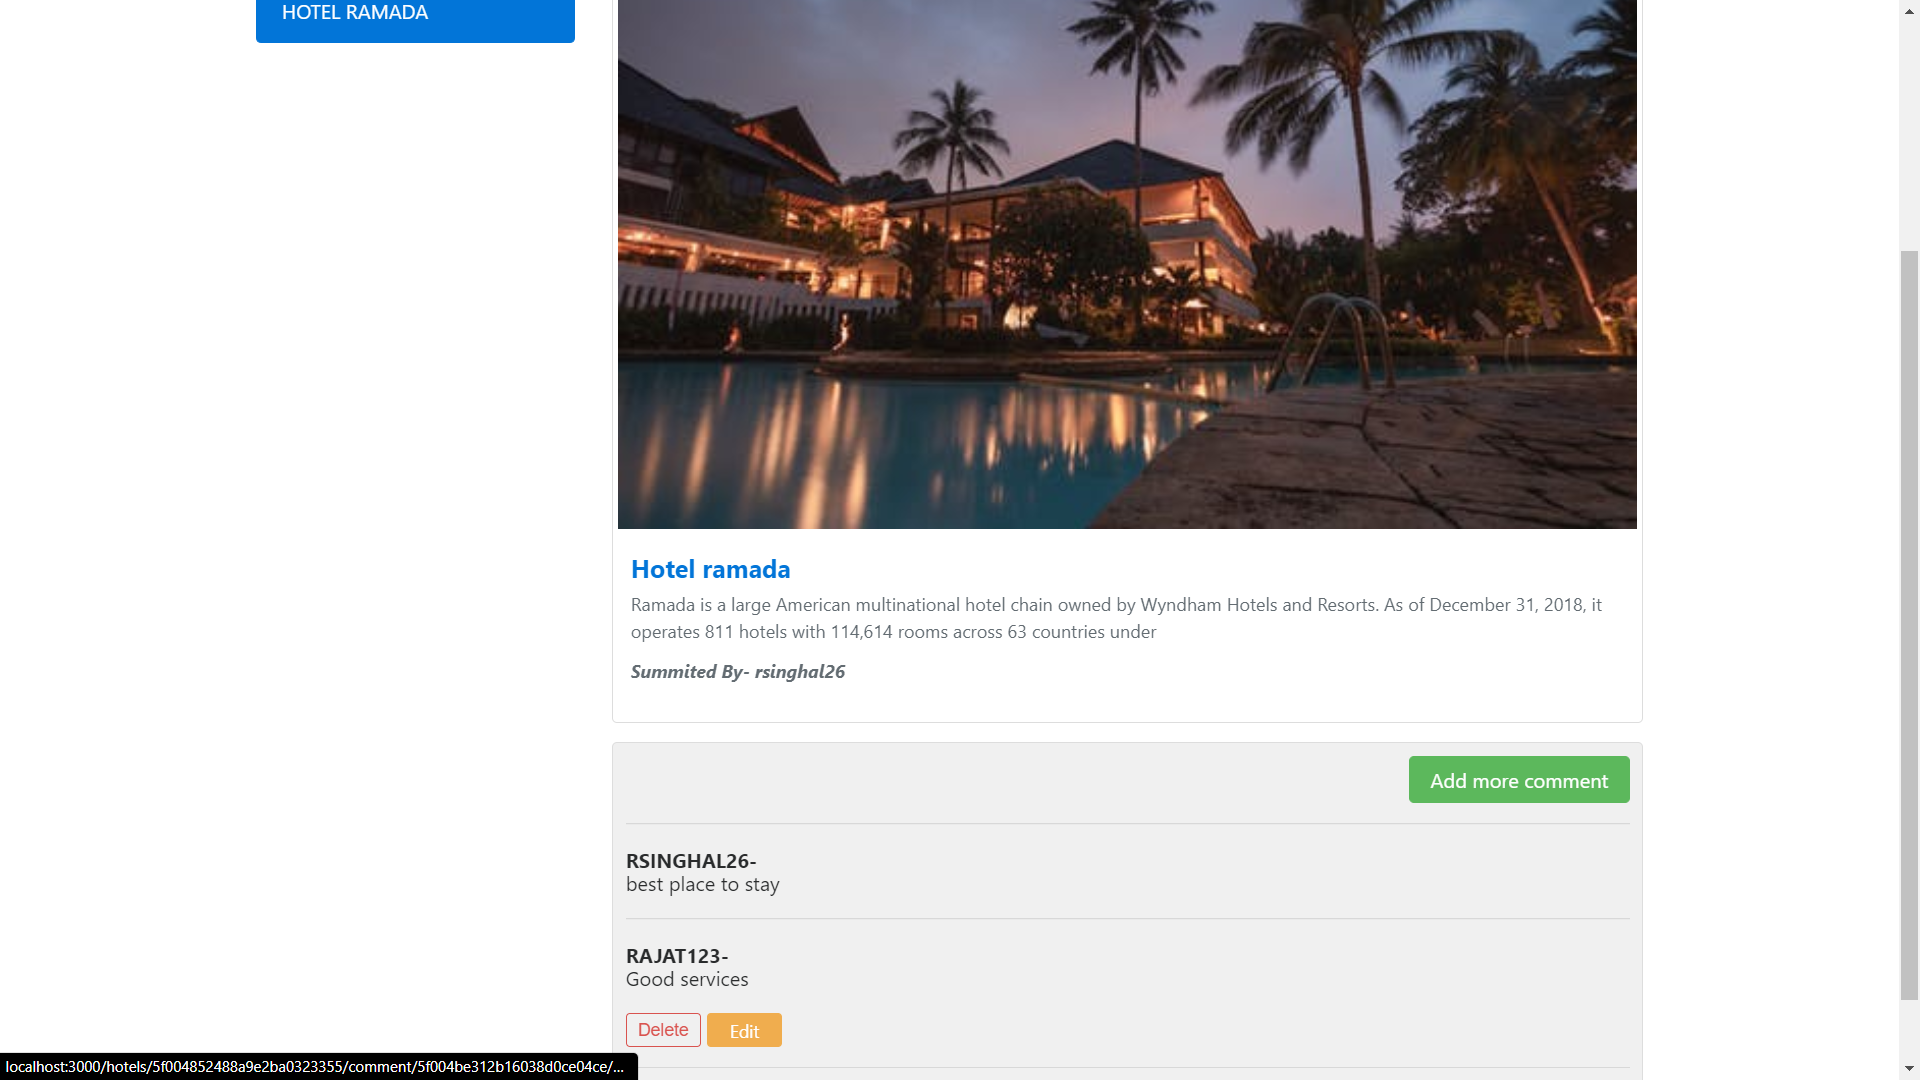 HOTEL RAMADA
Hotel ramada
Ramada is a large American multinational hotel chain owned by Wyndham Hotels and Resorts. As of December 31, 2018, it
operates 811 hotels with 114,614 rooms across 63 countries under
Summited By- rsinghal26
Add more comment
RSINGHAL26-
best place to stay
RAJAT123-
Good services
Delete Edit
localhost:3000/hotels/5f004852488a9e2ba0323355/comment/5f004be312b16038d0ce04ce/...